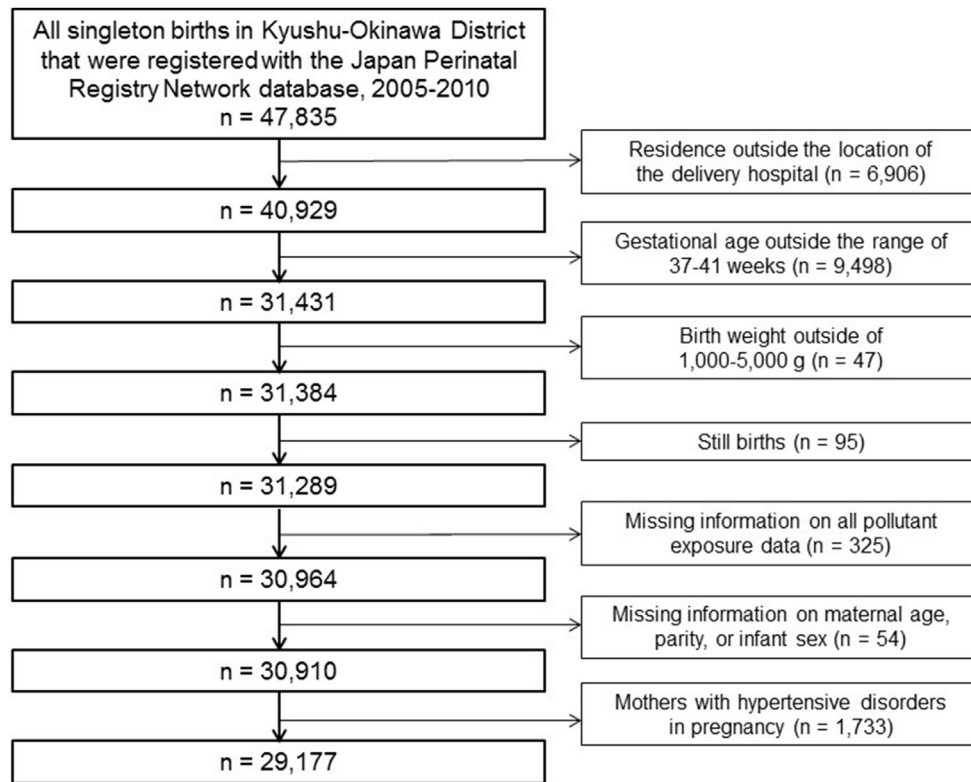 All singleton births in Kyushu-Okinawa District
that were registered with the Japan Perinatal
Registry Network database, 2005-2010
n = 47,835
Residence outside the location of
the delivery hospital (n = 6,906)
n = 40,929
Gestational age outside the range of
37-41 weeks (n = 9,498)
n = 31,431
Birth weight outside of
1,000-5,000 g (n = 47)
n = 31,384
Still births (n = 95)
n = 31,289
Missing information on all pollutant
exposure data (n = 325)
n = 30,964
Missing information on maternal age,
parity, or infant sex (n = 54)
n = 30,910
Mothers with hypertensive disorders
in pregnancy (n = 1,733)
n = 29,177